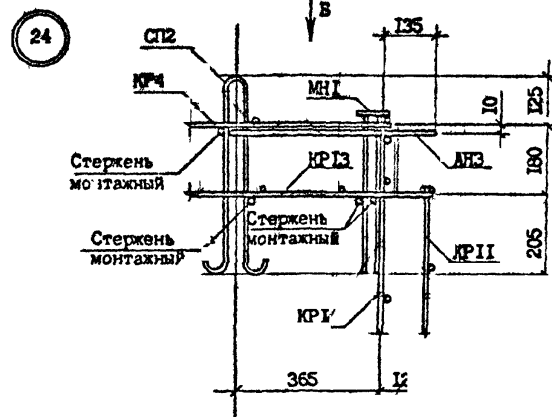 24
В
135
СП2
КР4
МН1
10
125
Стержень
монтажный
КР13
АН3
180
Стержень
монтажный
Стержень
монтажный
КР11
205
365
12